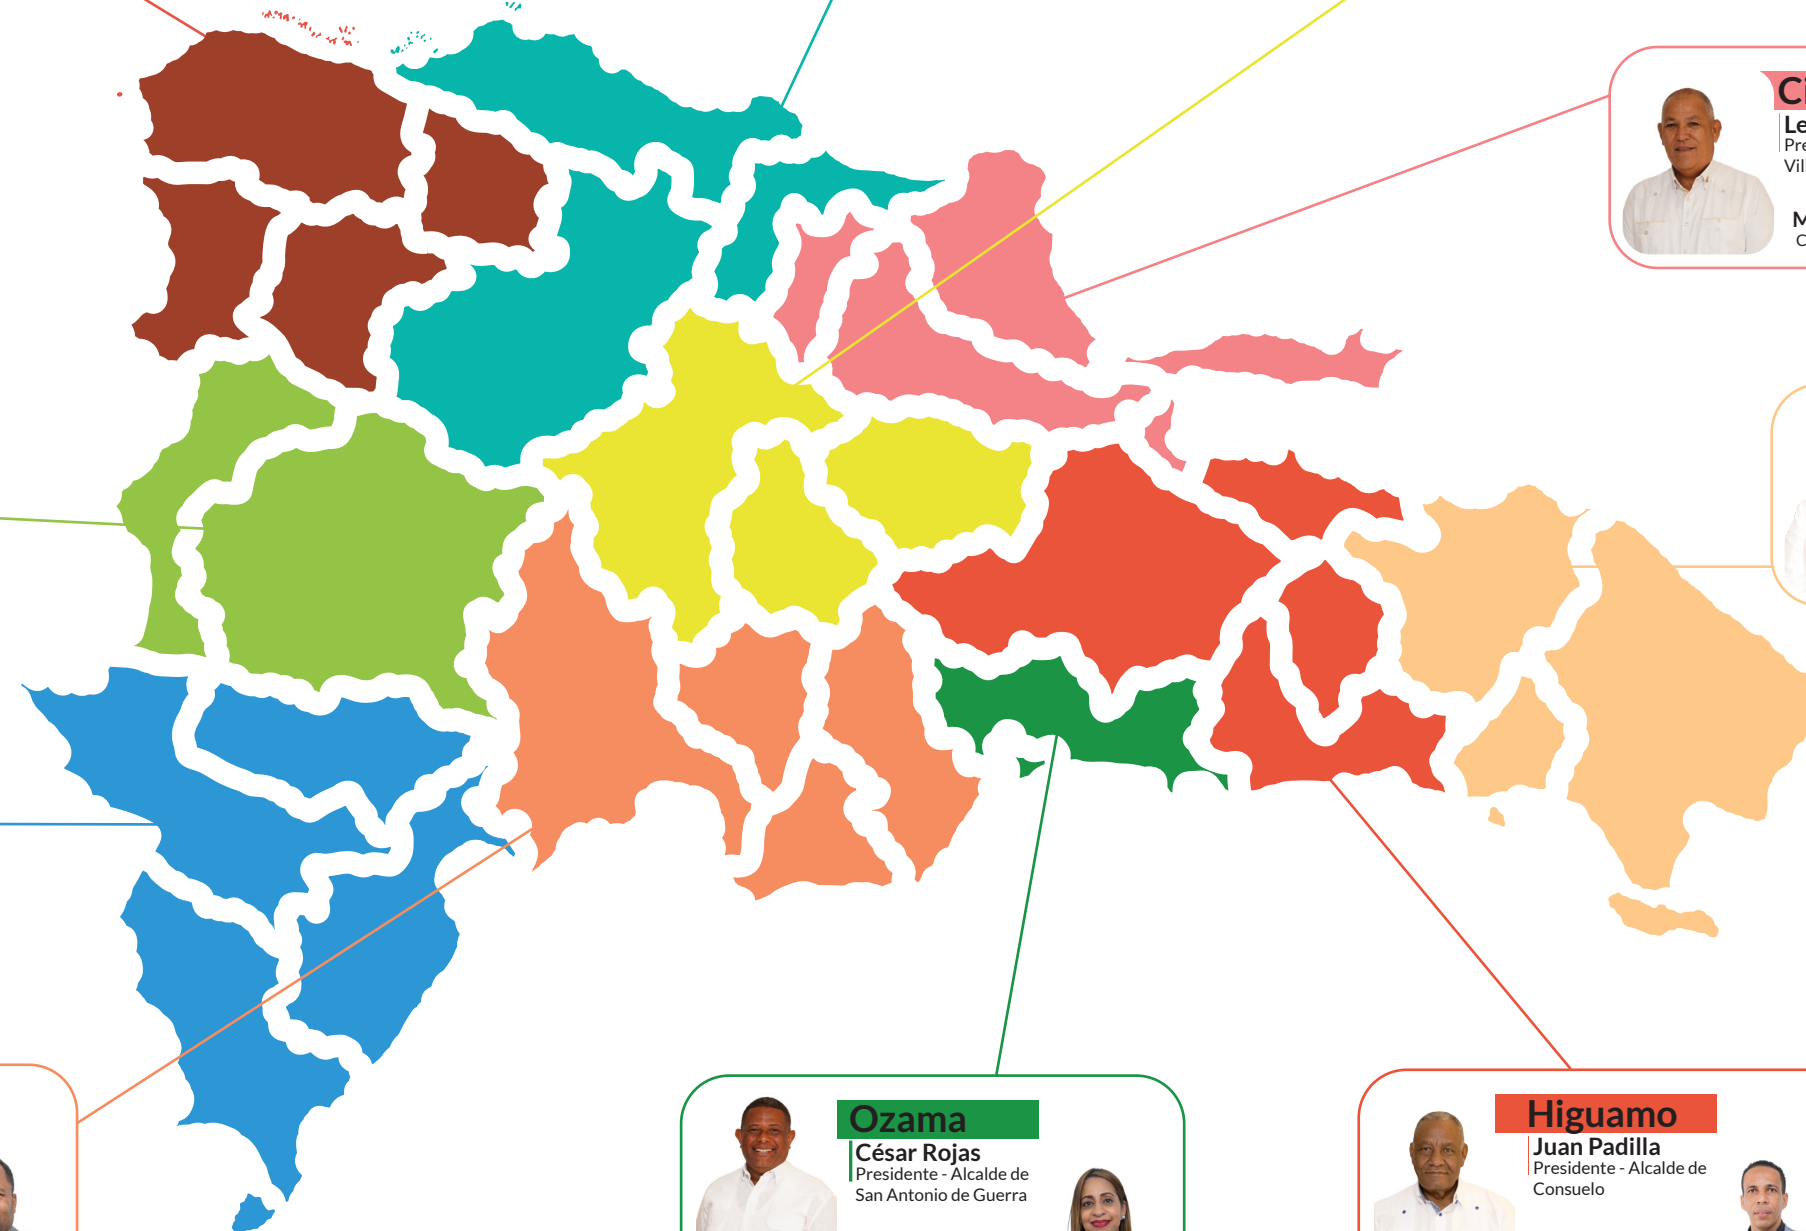 Ozama
César Rojas
Presidente - Alcalde de
San Antonio de Guerra
Higuamo
Juan Padilla
Presidente - Alcalde de
Consuelo